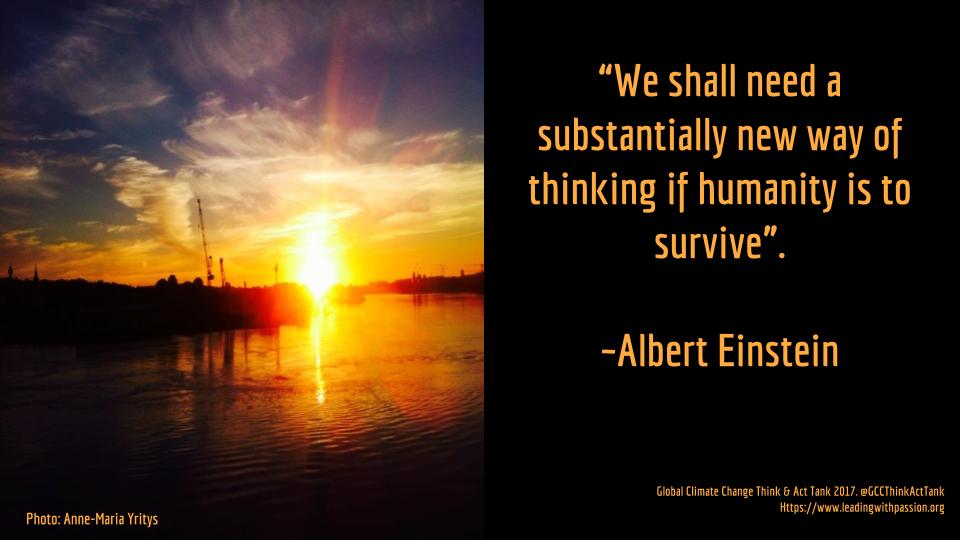 “We shall need a
substantially new way of
thinking if humanity is to
survive”.
-Albert Einstein
Global Climate Change Think & Act Tank 2017. @GCCThinkActTank
Https://www.leadingwithpassion.org
Photo: Anne-Maria Yritys